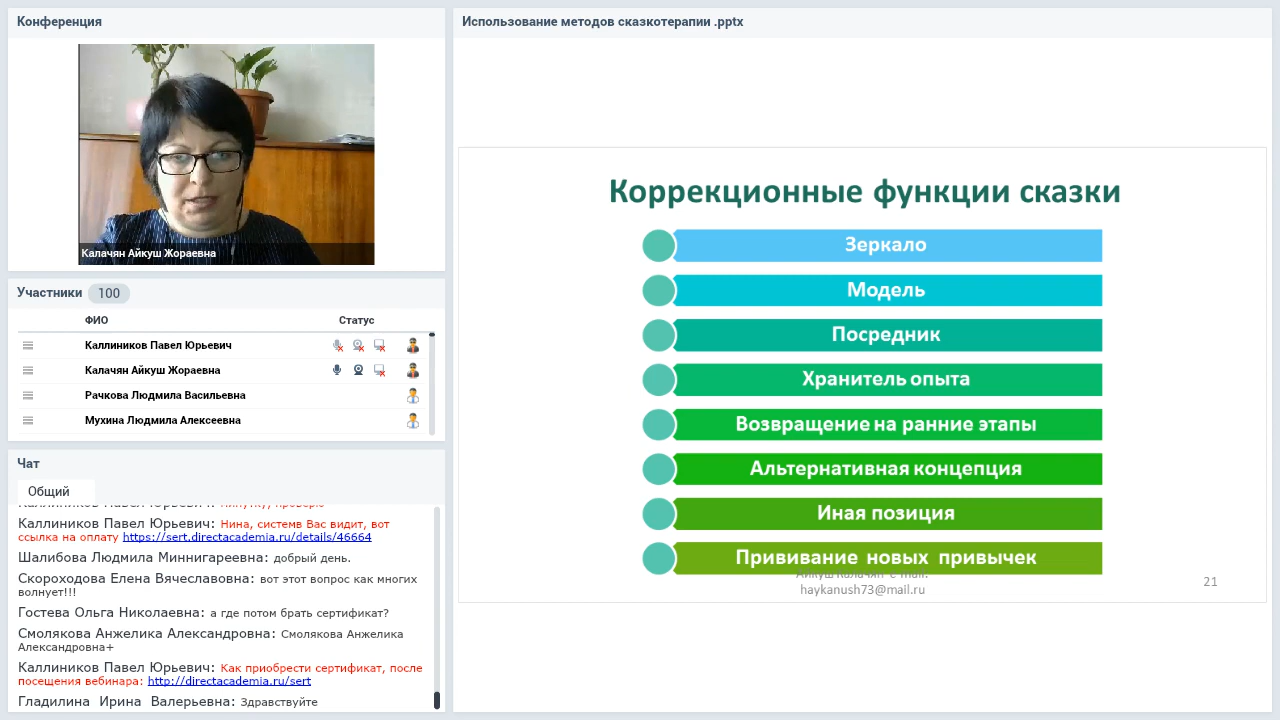 Конференция
Калачян Айкуш Жораевна
Участники 100
ФИО Статус
Каллиников Павел Юрьевич
Калачян Айкуш Жораевна
Рачкова Людмила Васильевна
Мухина Людмила Алексеевна
Чат
Общий
Каллиников Павел Юрьевич: Нина, системв Вас видит, вот
ссылка на оплату https://sert.directacademia.ru/details/46664
Шалибова Людмила Миннигареевна: добрый день.
Скороходова Елена Вячеславовна: вот этот вопрос как многих
волнует!!!
Гостева Ольга Николаевна: а где потом брать сертификат?
Смолякова Анжелика Александровна: Смолякова Анжелика
Александровна+
Каллиников Павел Юрьевич: Как приобрести сертификат, после
посещения вебинара: http://directacademia.ru/sert
Гладилина Ирина Валерьевна: Здравствуйте
Использование методов сказкотерапии .pptx
Коррекционные функции сказки
Зеркало
Модель
Посредник
Хранитель опыта
Возвращение на ранние этапы
Альтернативная концепция
Иная позиция
Прививание новых привычек
haykanush73@mail.ru
21